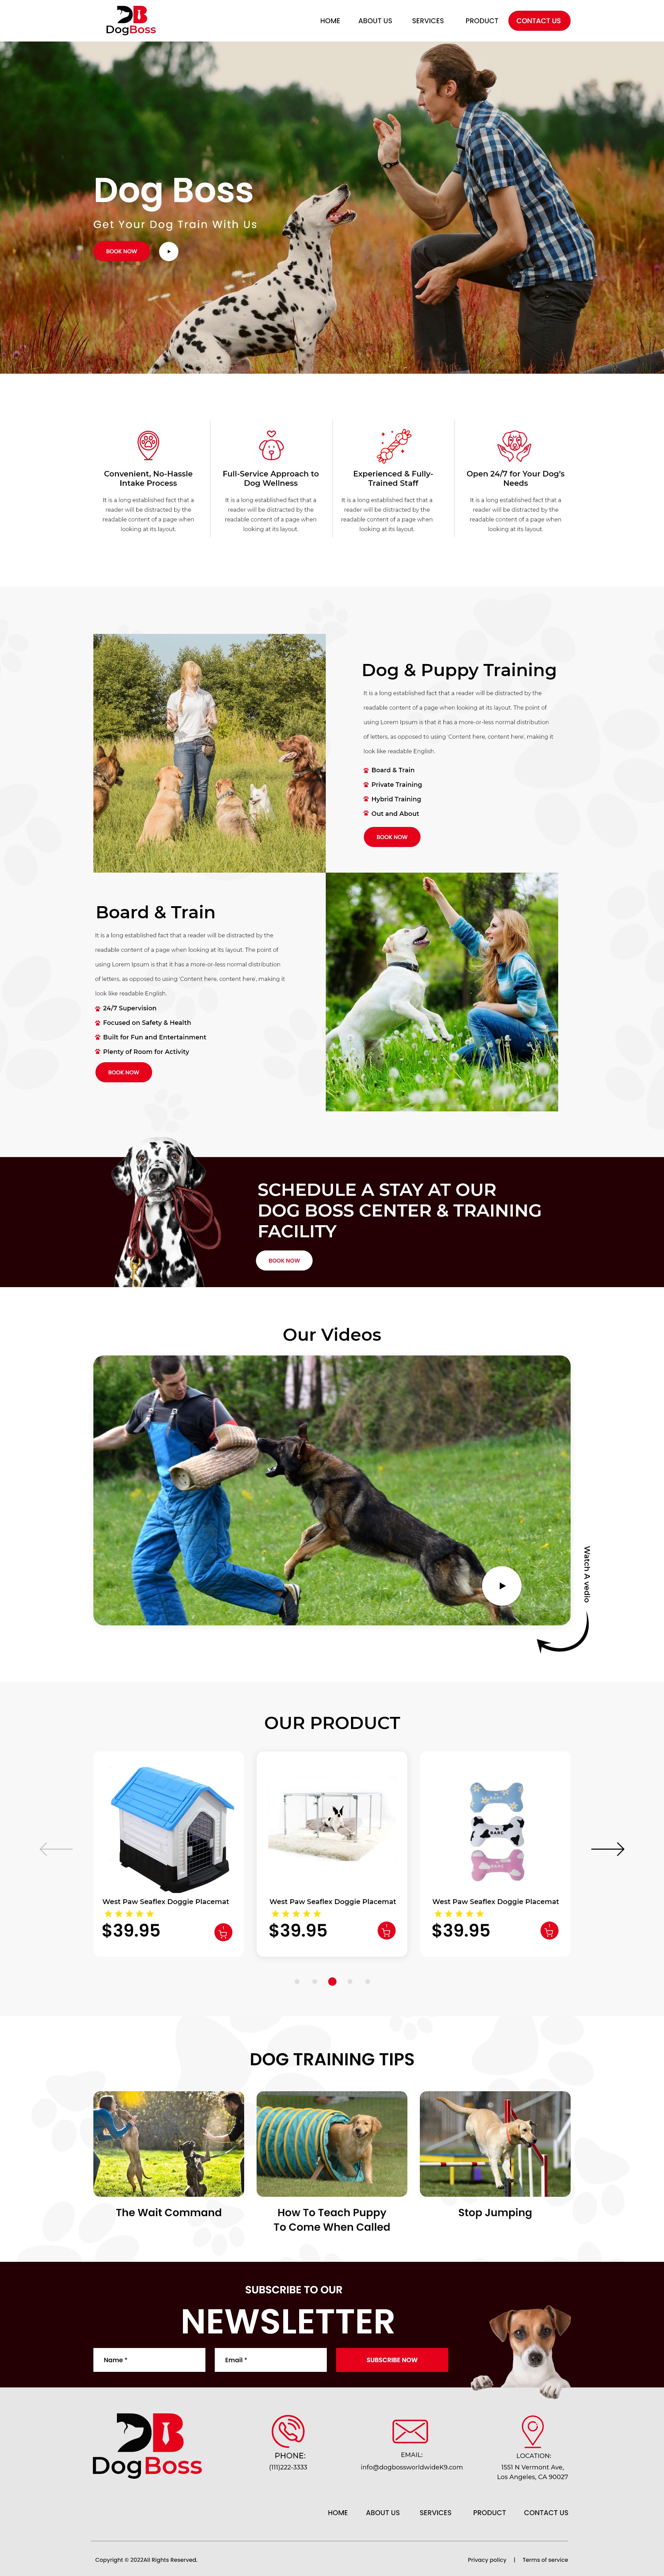 DogBoss
HOME ABOUT US SERVICES PRODUCT CONTACT US
Dog Boss
Get Your Dog Train With Us
BOOK NOW
Convenient, No-Hassle
Intake Process
It is a long established fact that a
reader will be distracted by the
readable content of a page when
looking at its layout.
Full-Service Approach to
Dog Wellness
It is a long established fact that a
reader will be distracted by the
readable content of a page when
looking at its layout.
Experienced & Fully-
Trained Staff
It is a long established fact that a
reader will be distracted by the
readable content of a page when
looking at its layout.
Open 24/7 for Your Dog's
Needs
It is a long established fact that a
reader will be distracted by the
readable content of a page when
looking at its layout.
Dog & Puppy Training
It is a long established fact that a reader will be distracted by the
readable content of a page when looking at its layout. The point of
using Lorem Ipsum is that it has a more-or-less normal distribution
of letters, as opposed to using 'Content here, content here', making it
look like readable English.
Board & Train
Private Training
Hybrid Training
Out and About
BOOK NOW
Board & Train
It is a long established fact that a reader will be distracted by the
readable content of a page when looking at its layout. The point of
using Lorem Ipsum is that it has a more-or-less normal distribution
of letters, as opposed to using 'Content here, content here', making it
look like readable English.
24/7 Supervision
Focused on Safety & Health
Built for Fun and Entertainment
Plenty of Room for Activity
BOOK NOW
SCHEDULE A STAY AT OUR
DOG BOSS CENTER & TRAINING
FACILITY
BOOK NOW
Our Videos
Watch A vedio
OUR PRODUCT
BARC
BARC
West Paw Seaflex Doggie Placemat
$39.95
West Paw Seaflex Doggie Placemat
$39.95
West Paw Seaflex Doggie Placemat
$39.95
DOG TRAINING TIPS
The Wait Command
How To Teach Puppy
To Come When Called
Stop Jumping
SUBSCRIBE TO OUR
NEWSLETTER
Name *
Email *
SUBSCRIBE NOW
DogBoss
PHONE:
(111)222-3333
EMAIL:
info@dogbossworldwideK9.com
LOCATION:
1551 N Vermont Ave,
Los Angeles, CA 90027
HOME ABOUT US SERVICES PRODUCT CONTACT US
Copyright © 2022All Rights Reserved.
Privacy policy | Terms of service